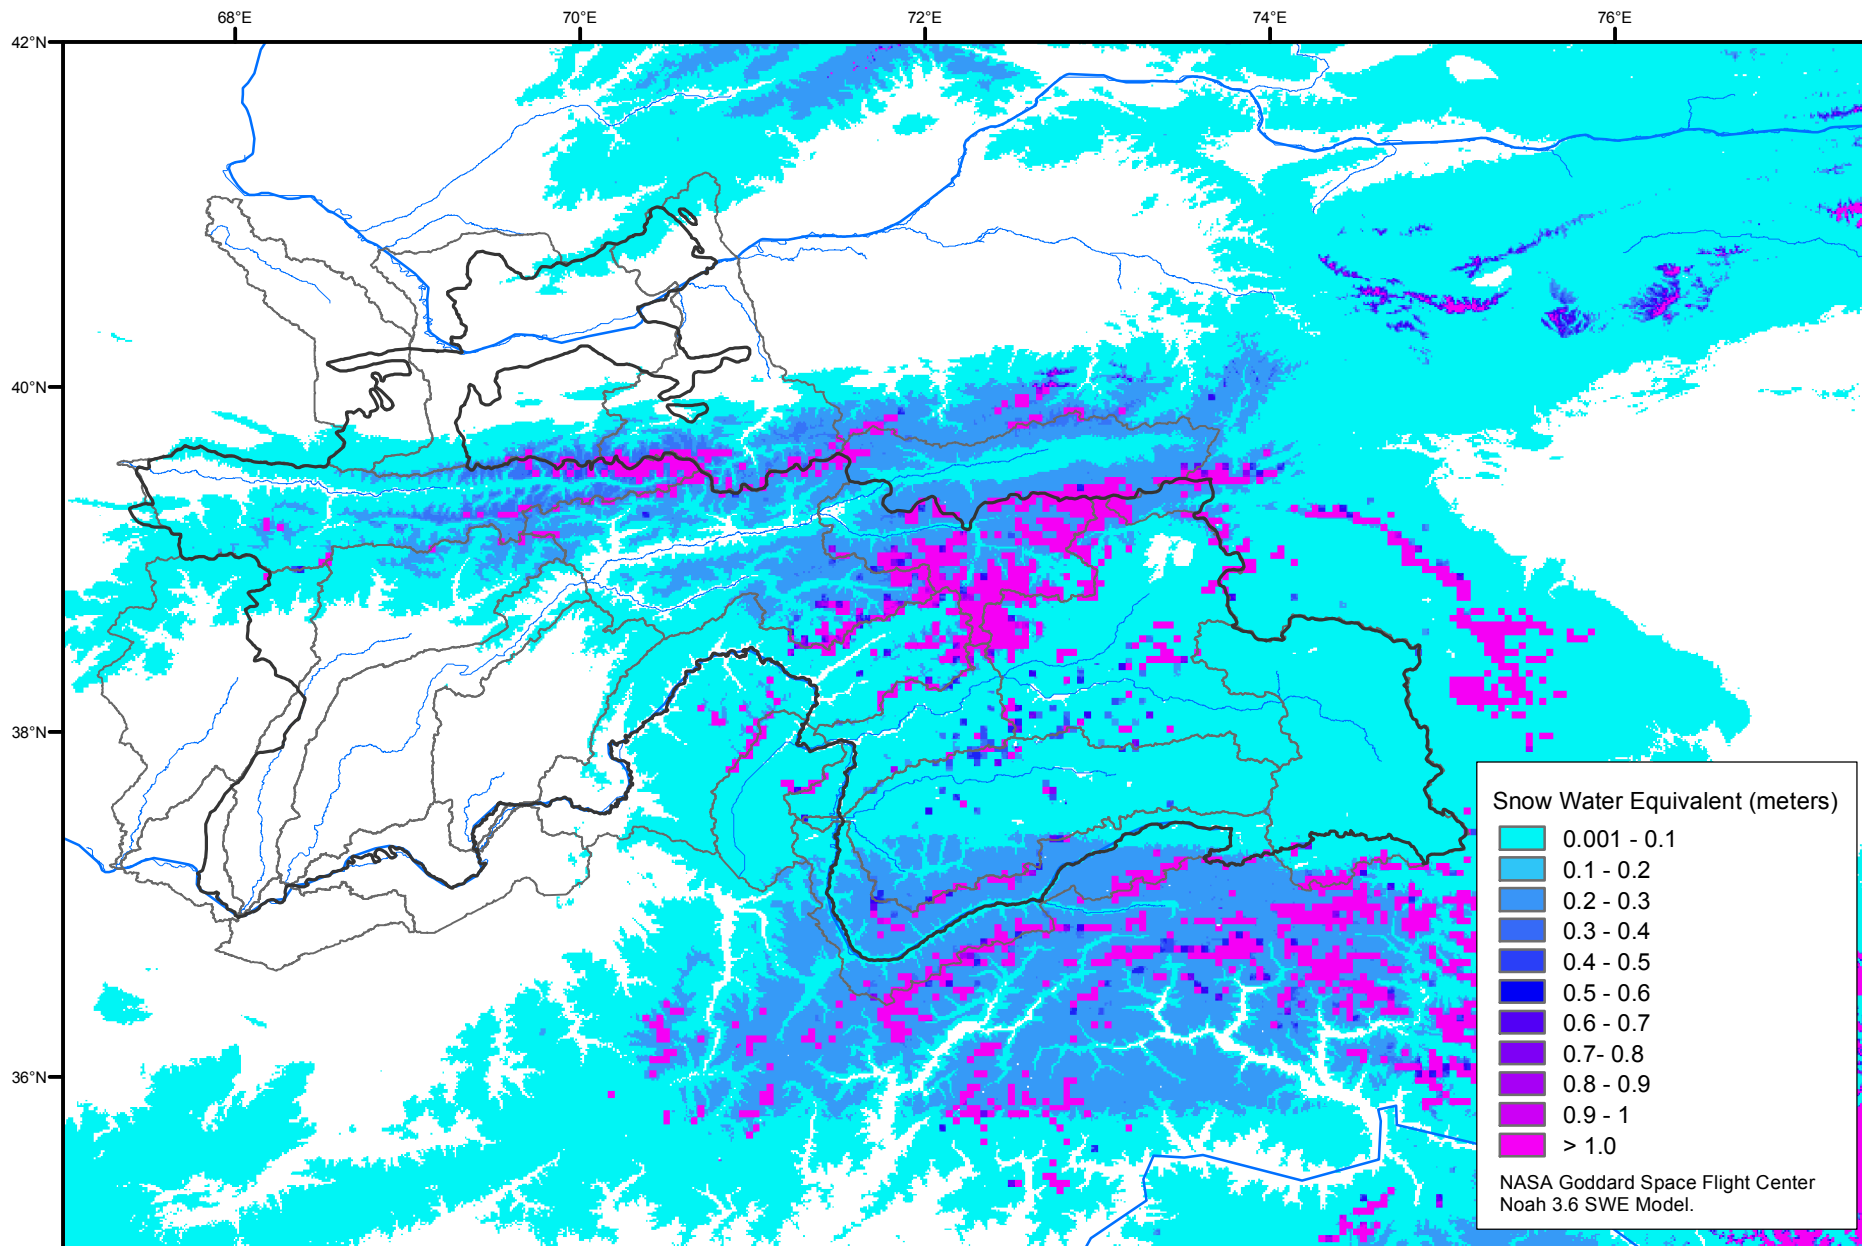 68°E
70°E
72°E
74°E
76°E
42°N
40°N
38°N
36°N
Snow Water Equivalent (meters)
0.001 - 0.1
0.1 - 0.2
0.2 - 0.3
0.3 - 0.4
0.4 - 0.5
0.5 - 0.6
0.6 - 0.7
0.7- 0.8
0.8 - 0.9
0.9 - 1
> 1.0
NASA Goddard Space Flight Center
Noah 3.6 SWE Model.